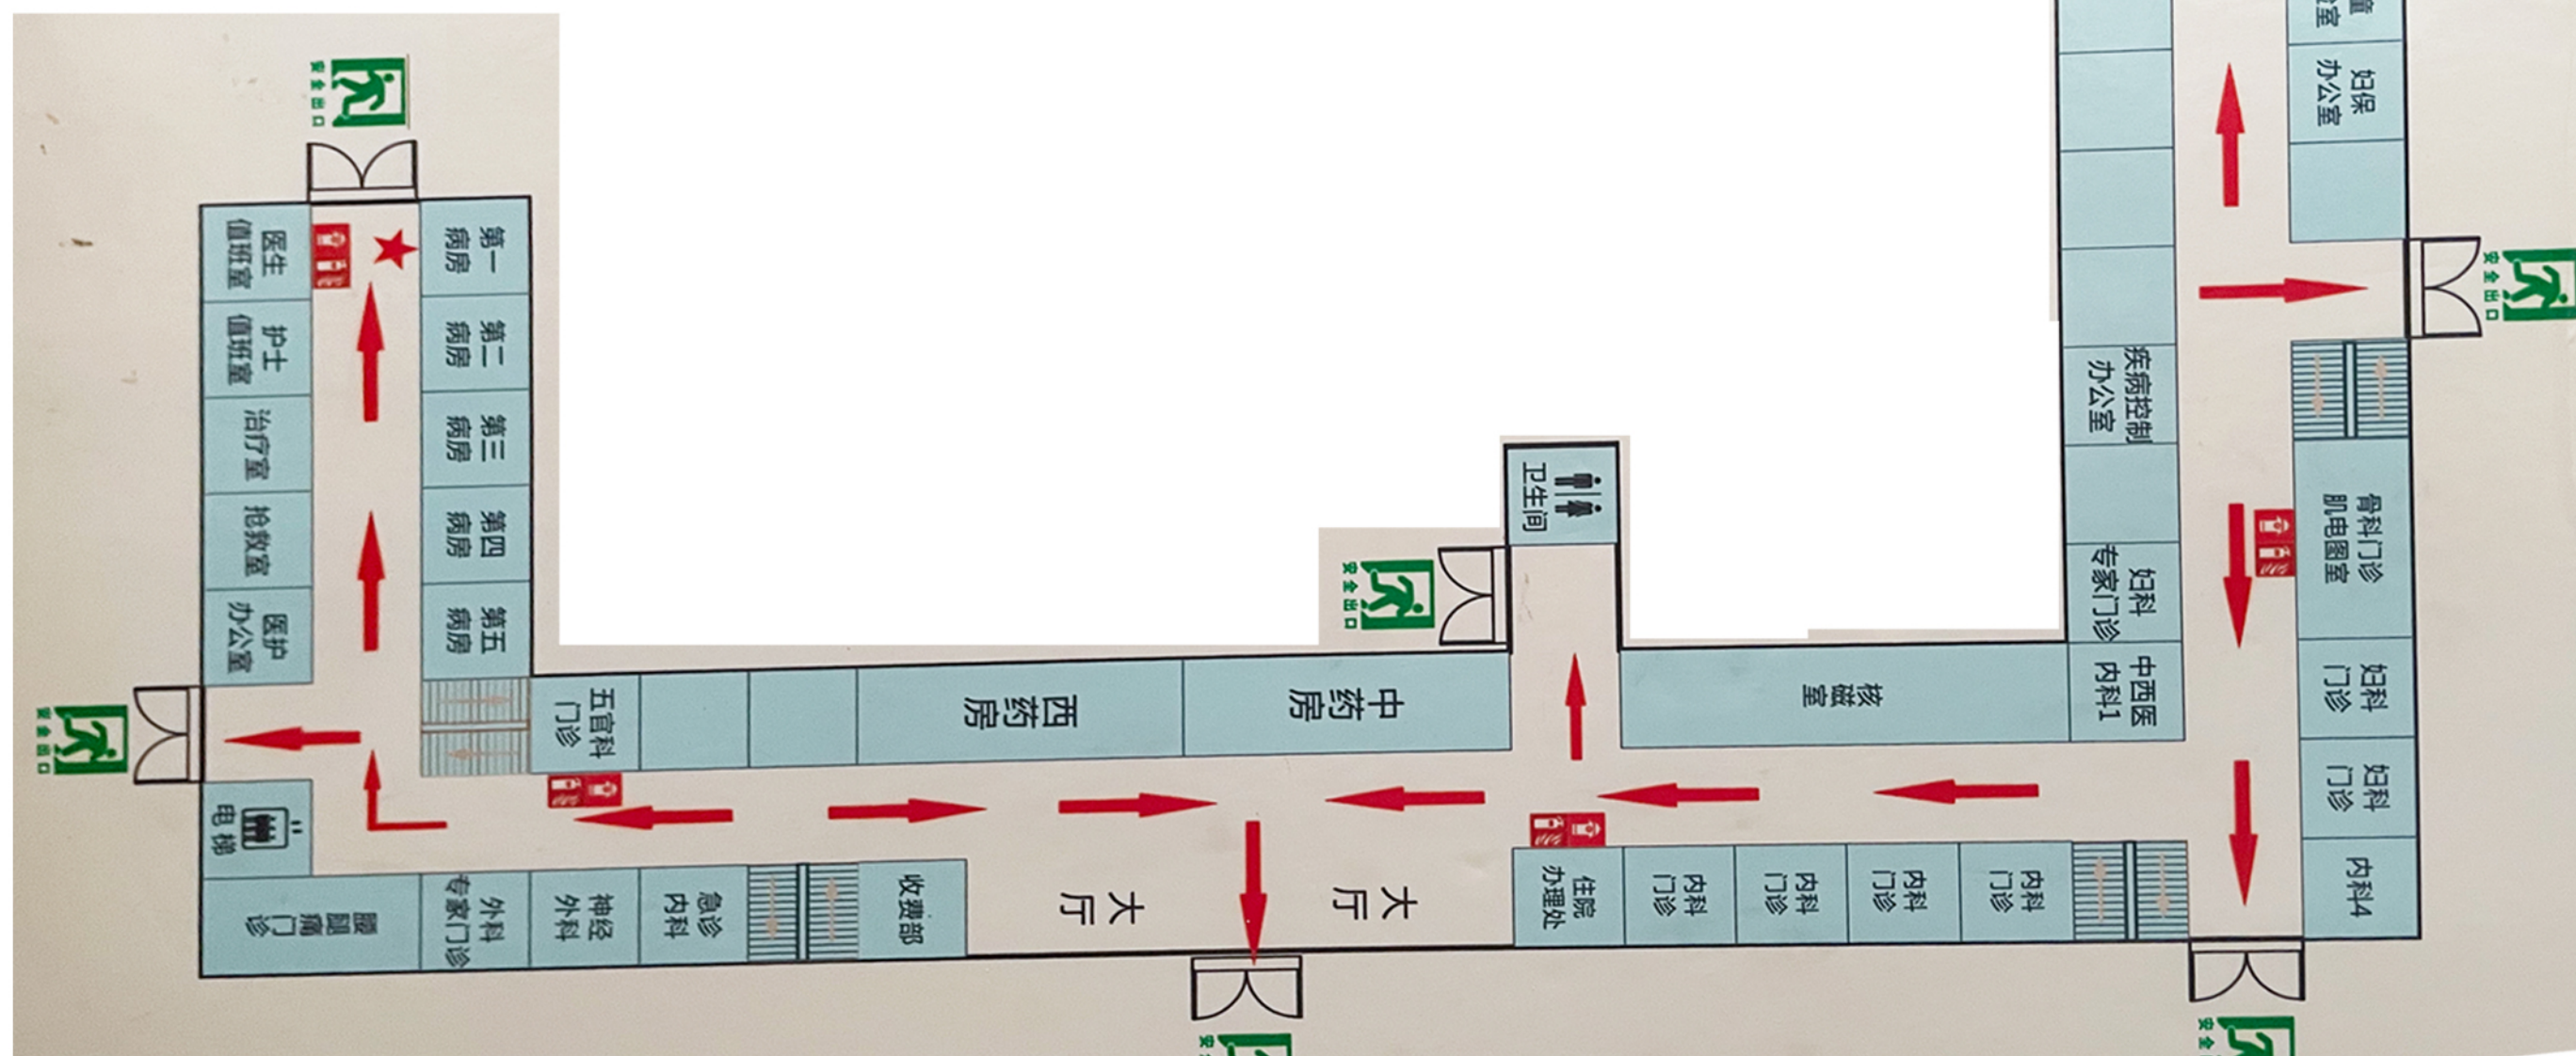 安全出口
医生
值班室
护士
值班室
治疗室
抢救室
医护
办公室
第一
病房
第二
病房
第三
病房
第四
病房
第五
病房
安全出口
电梯
腰腿痛门诊
外科
专家门诊
神经
外科
急诊
内科
收费部
五官科
门诊
西药房
中药房
大厅
大厅
卫生间
安全出口
核磁室
住院
办理处
内科
门诊
内科
门诊
内科
门诊
内科
门诊
疾病控制
办公室
妇科
专家门诊
中西医
内科1
童
室
妇保
办公室
安全出口
骨科门诊
肌电图室
妇科
门诊
妇科
门诊
内科4
安
安全